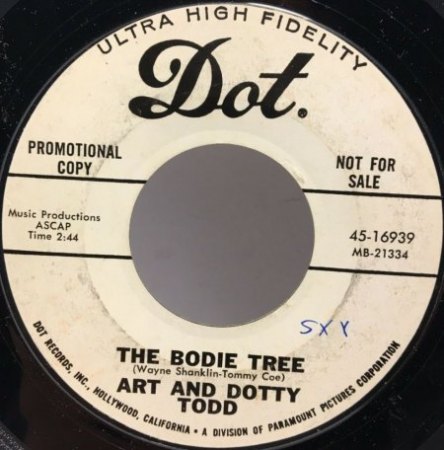 ULTRA HIGH FIDELITY
Dot.
PROMOTIONAL
COPY
NOT FOR
SALE
Music Productions
ASCAP
Time 2:44
45-16939
MB-21334
SXY
THE BODIE TREE
(Wayne Shanklin-Tommy Coe)
ART AND DOTTY
TODD
DOT RECORDS, INC., HOLLYWOOD, CALIFORNIA • A DIVISION OF PARAMOUNT PICTURES CORPORATION